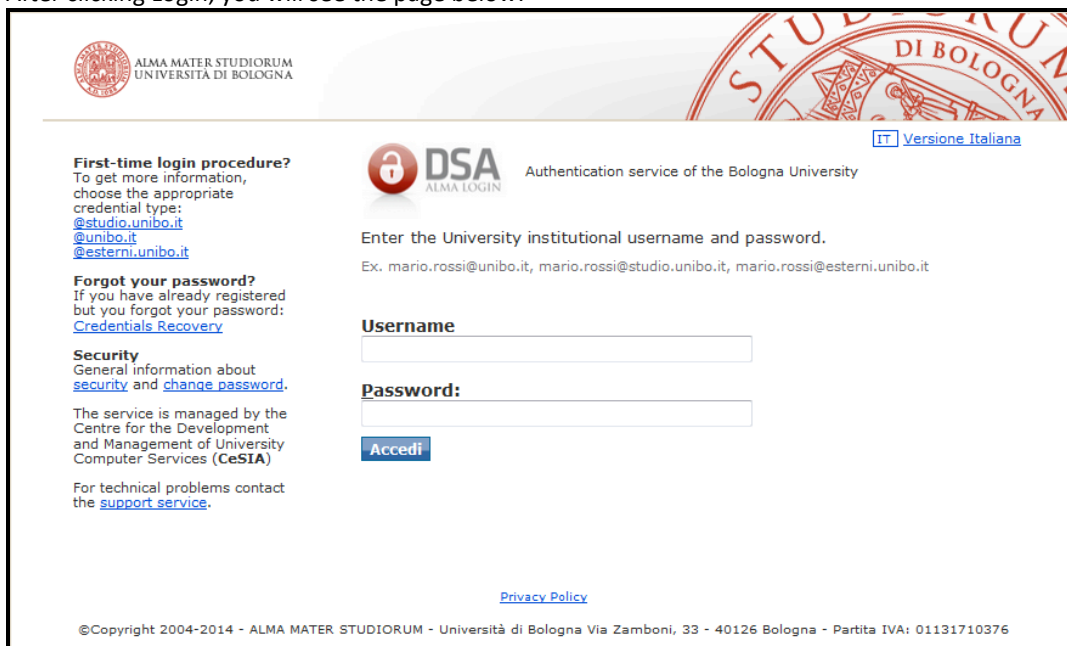 After clicking Login, you will see the page below.
ALMA MATER STUDIORUM
UNIVERSITÀ DI BOLOGNA
STUDIORUM
DI BOLOGNA
IT Versione Italiana
First-time login procedure?
To get more information,
choose the appropriate
credential type:
@studio.unibo.it
@unibo.it
@esterni.unibo.it
Forgot your password?
If you have already registered
but you forgot your password:
Credentials Recovery
Security
General information about
security and change password.
The service is managed by the
Centre for the Development
and Management of University
Computer Services (CeSIA)
For technical problems contact
the support service.
DSA
ALMA LOGIN
Authentication service of the Bologna University
Enter the University institutional username and password.
Ex. mario.rossi@unibo.it, mario.rossi@studio.unibo.it, mario.rossi@esterni.unibo.it
Username
Password:
Accedi
Privacy Policy
©Copyright 2004-2014 - ALMA MATER STUDIORUM - Università di Bologna Via Zamboni, 33 - 40126 Bologna - Partita IVA: 01131710376